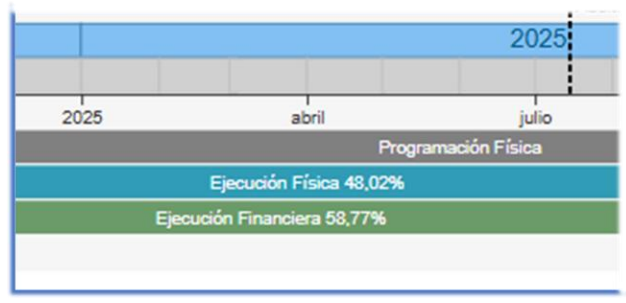 2025
2025 abril julio
Programación Física
Ejecución Física 48,02%
Ejecución Financiera 58,77%